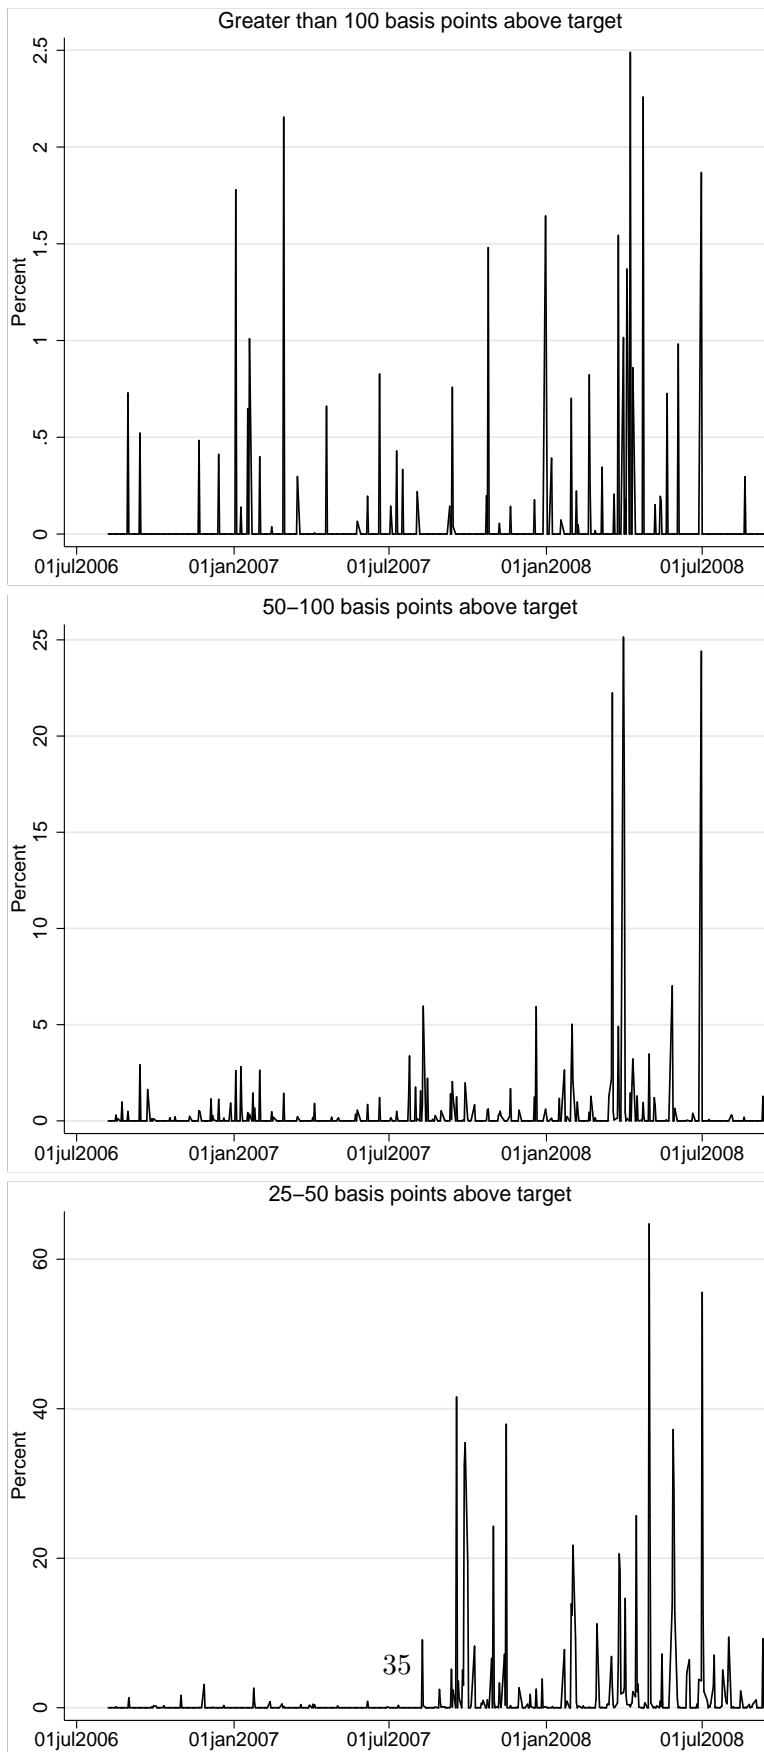 Greater than 100 basis points above target
Percent
2.5
2
1.5
1
.5
0
01jul2006 01jan2007 01jul2007 01jan2008 01jul2008
50−100 basis points above target
Percent
25
20
15
10
5
0
01jul2006 01jan2007 01jul2007 01jan2008 01jul2008
25−50 basis points above target
Percent
60
40
20
35
0
01jul2006 01jan2007 01jul2007 01jan2008 01jul2008